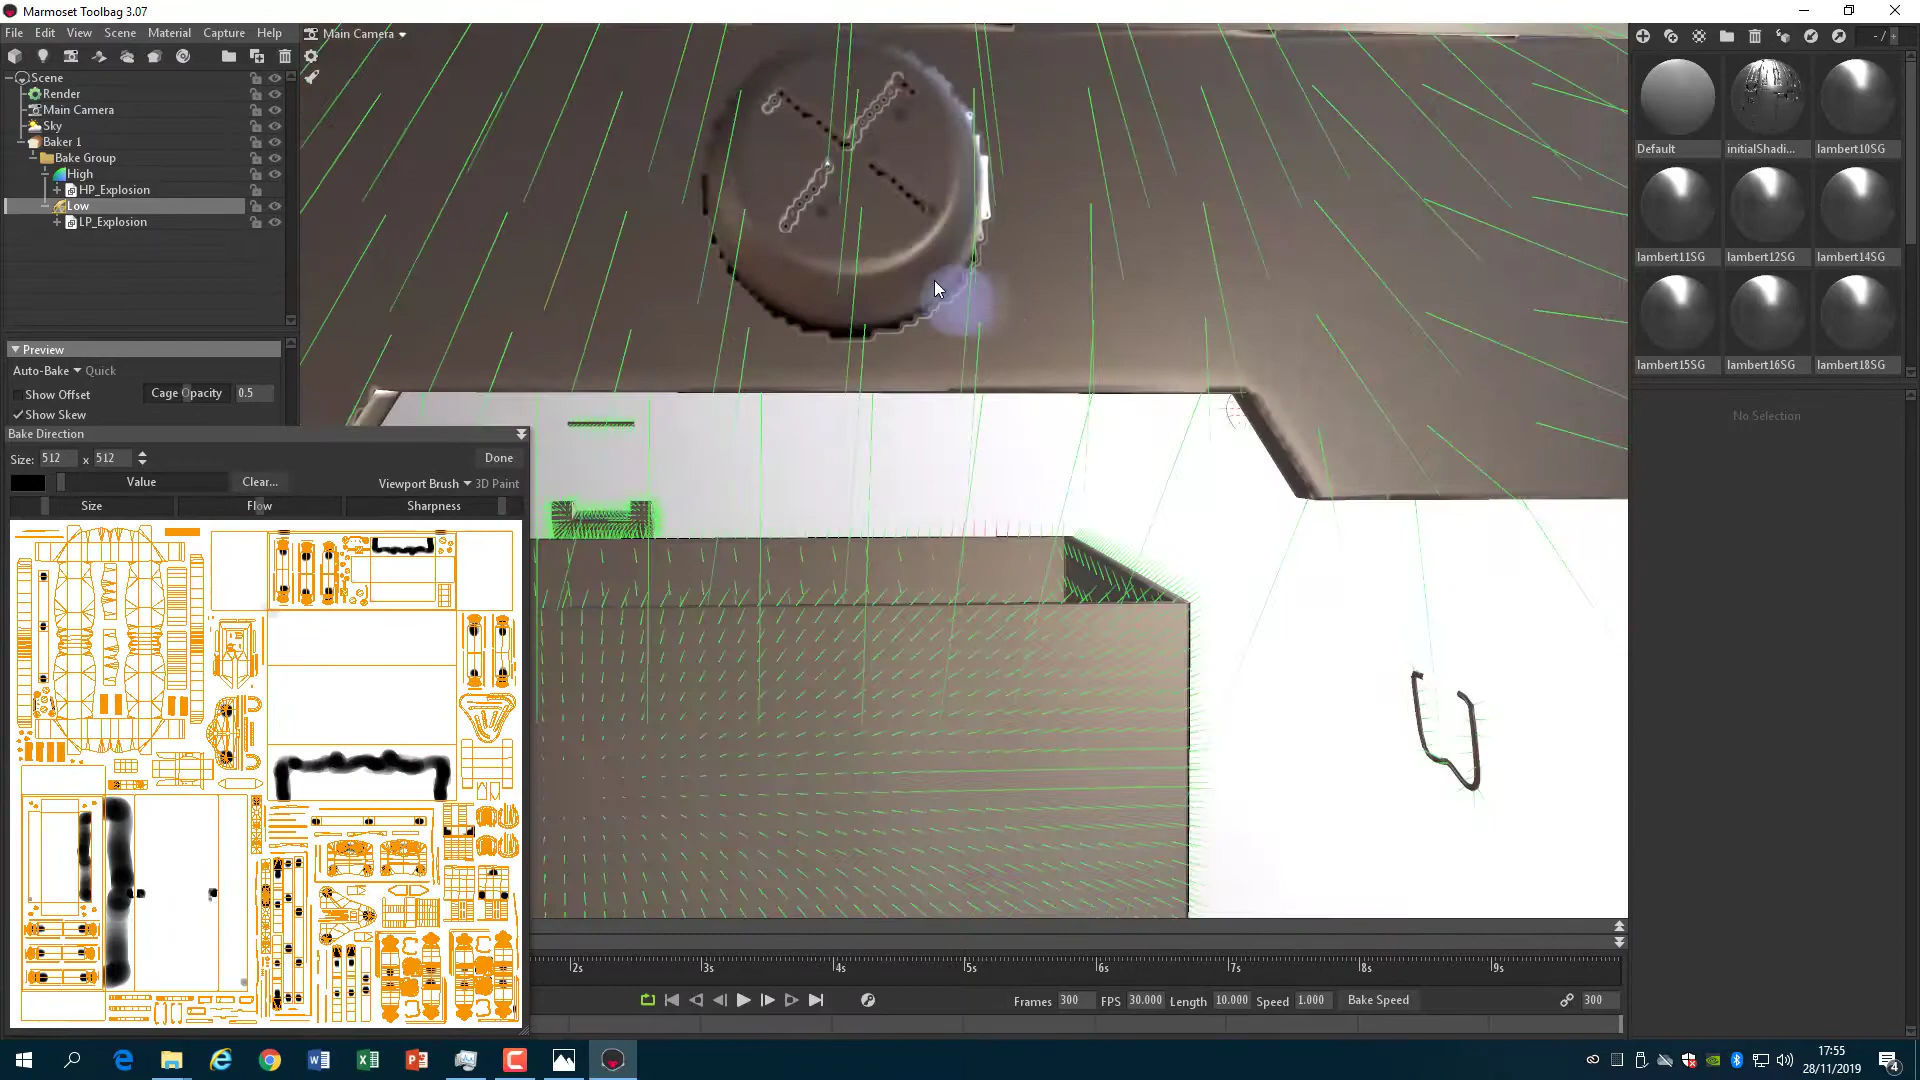 Marmoset Toolbag 3.07
File Edit View Scene Material Capture Help
Main Camera
- /
Scene
Render
Main Camera
Sky
Baker 1
Bake Group
High
HP_Explosion
Low
LP_Explosion
Default
initialShadi...
lambert10SG
lambert11SG
lambert12SG
lambert14SG
lambert15SG
lambert16SG
lambert18SG
Preview
Auto-Bake Quick
Show Offset Cage Opacity 0.5
Show Skew
No Selection
Bake Direction
Size: 512 x 512 Done
Value Clear... Viewport Brush 3D Paint
Size Flow Sharpness
2s 3s 4s 5s 6s 7s 8s 9s
Frames 300 FPS 30.000 Length 10.000 Speed 1.000 Bake Speed 300
17:55
28/11/2019
4